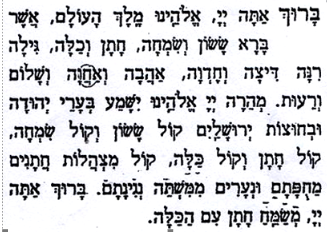 בָּרוּךְ אַתָּה יְיָ, אֱלֹהֵֽינוּ מֶֽלֶךְ הָעוֹלָם, אֲשֶׁר
בָּרָא שָׂשׂוֹן וְשִׂמְחָה, חָתָן וְכַלָּה, גִּילָה
רִנָּה דִּיצָה וְחֶדְוָה, אַהֲבָה וְאַחֲוָה וְשָׁלוֹם
וְרֵעוּת. מְהֵרָה יְיָ אֱלֹהֵֽינוּ יִשָּׁמַע בְּעָרֵי יְהוּדָה
וּבְחוּצוֹת יְרוּשָׁלַֽיִם קוֹל שָׂשׂוֹן וְקוֹל שִׂמְחָה,
קוֹל חָתָן וְקוֹל כַּלָּה, קוֹל מִצְהֲלוֹת חֲתָנִים
מֵחֻפָּתָם וּנְעָרִים מִמִּשְׁתֵּה נְגִינָתָם. בָּרוּךְ אַתָּה
יְיָ, מְשַׂמֵּחַ חָתָן עִם הַכַּלָּה.